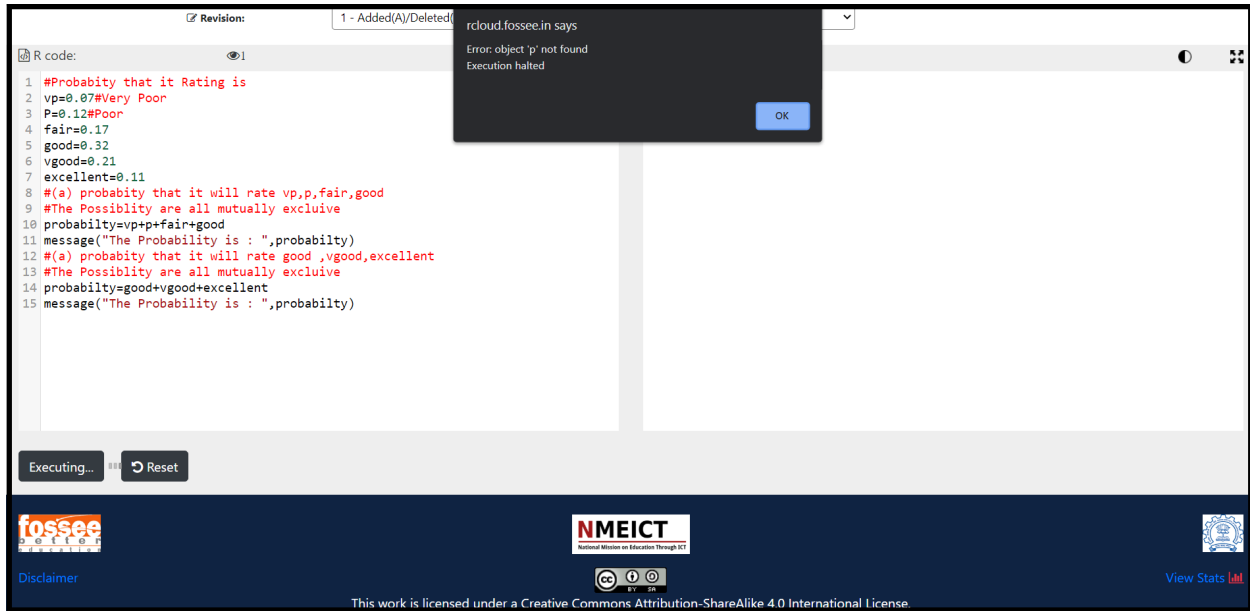 Revision:
1 - Added(A)/Deleted(
rcloud.fossee.in says
Error: object 'p' not found
Execution halted
OK
R code:
1
1 #Probabity that it Rating is
2 vp=0.07#Very Poor
3 P=0.12#Poor
4 fair=0.17
5 good=0.32
6 vgood=0.21
7 excellent=0.11
8 #(a) probabity that it will rate vp,p,fair,good
9 #The Possiblity are all mutually excluive
10 probabilty=vp+p+fair+good
11 message("The Probability is : ",probabilty)
12 #(a) probabity that it will rate good ,vgood,excellent
13 #The Possiblity are all mutually excluive
14 probabilty=good+vgood+excellent
15 message("The Probability is : ",probabilty)
Executing...
Reset
fossee
better
education
NMEICT
National Mission on Education Through ICT
Disclaimer
cc
BY SA
View Stats
This work is licensed under a Creative Commons Attribution-ShareAlike 4.0 International License.